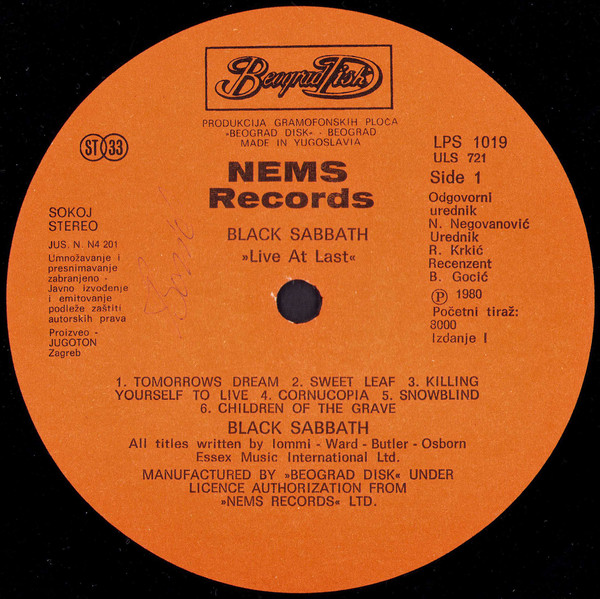 Beograd Disk
PRODUKCIJA GRAMOFONSKIH PLOCA
»BEOGRAD DISK« · BEOGRAD
MADE IN YUGOSLAVIA
ST 33
NEMS
Records
BLACK SABBATH
»Live At Last«
LPS 1019
ULS 721
Side 1
Odgovorni
urednik
N. Negovanović
Urednik
R. Krkić
Recenzent
B. Gocić
Ⓟ 1980
Početni tiraž:
8000
Izdanje I
SOKOJ
STEREO
JUS. N. N4 201
Umnožavanje i
presnimavanje
zabranjeno -
Javno izvođenje
i emitovanje
podleže zaštiti
autorskih prava
Proizveo -
JUGOTON
Zagreb
1. TOMORROWS DREAM 2. SWEET LEAF 3. KILLING
YOURSELF TO LIVE 4. CORNUCOPIA 5. SNOWBLIND
6. CHILDREN OF THE GRAVE
BLACK SABBATH
All titles written by Iommi - Ward - Butler - Osborn
Essex Music International Ltd.
MANUFACTURED BY »BEOGRAD DISK« UNDER
LICENCE AUTHORIZATION FROM
»NEMS RECORDS« LTD.